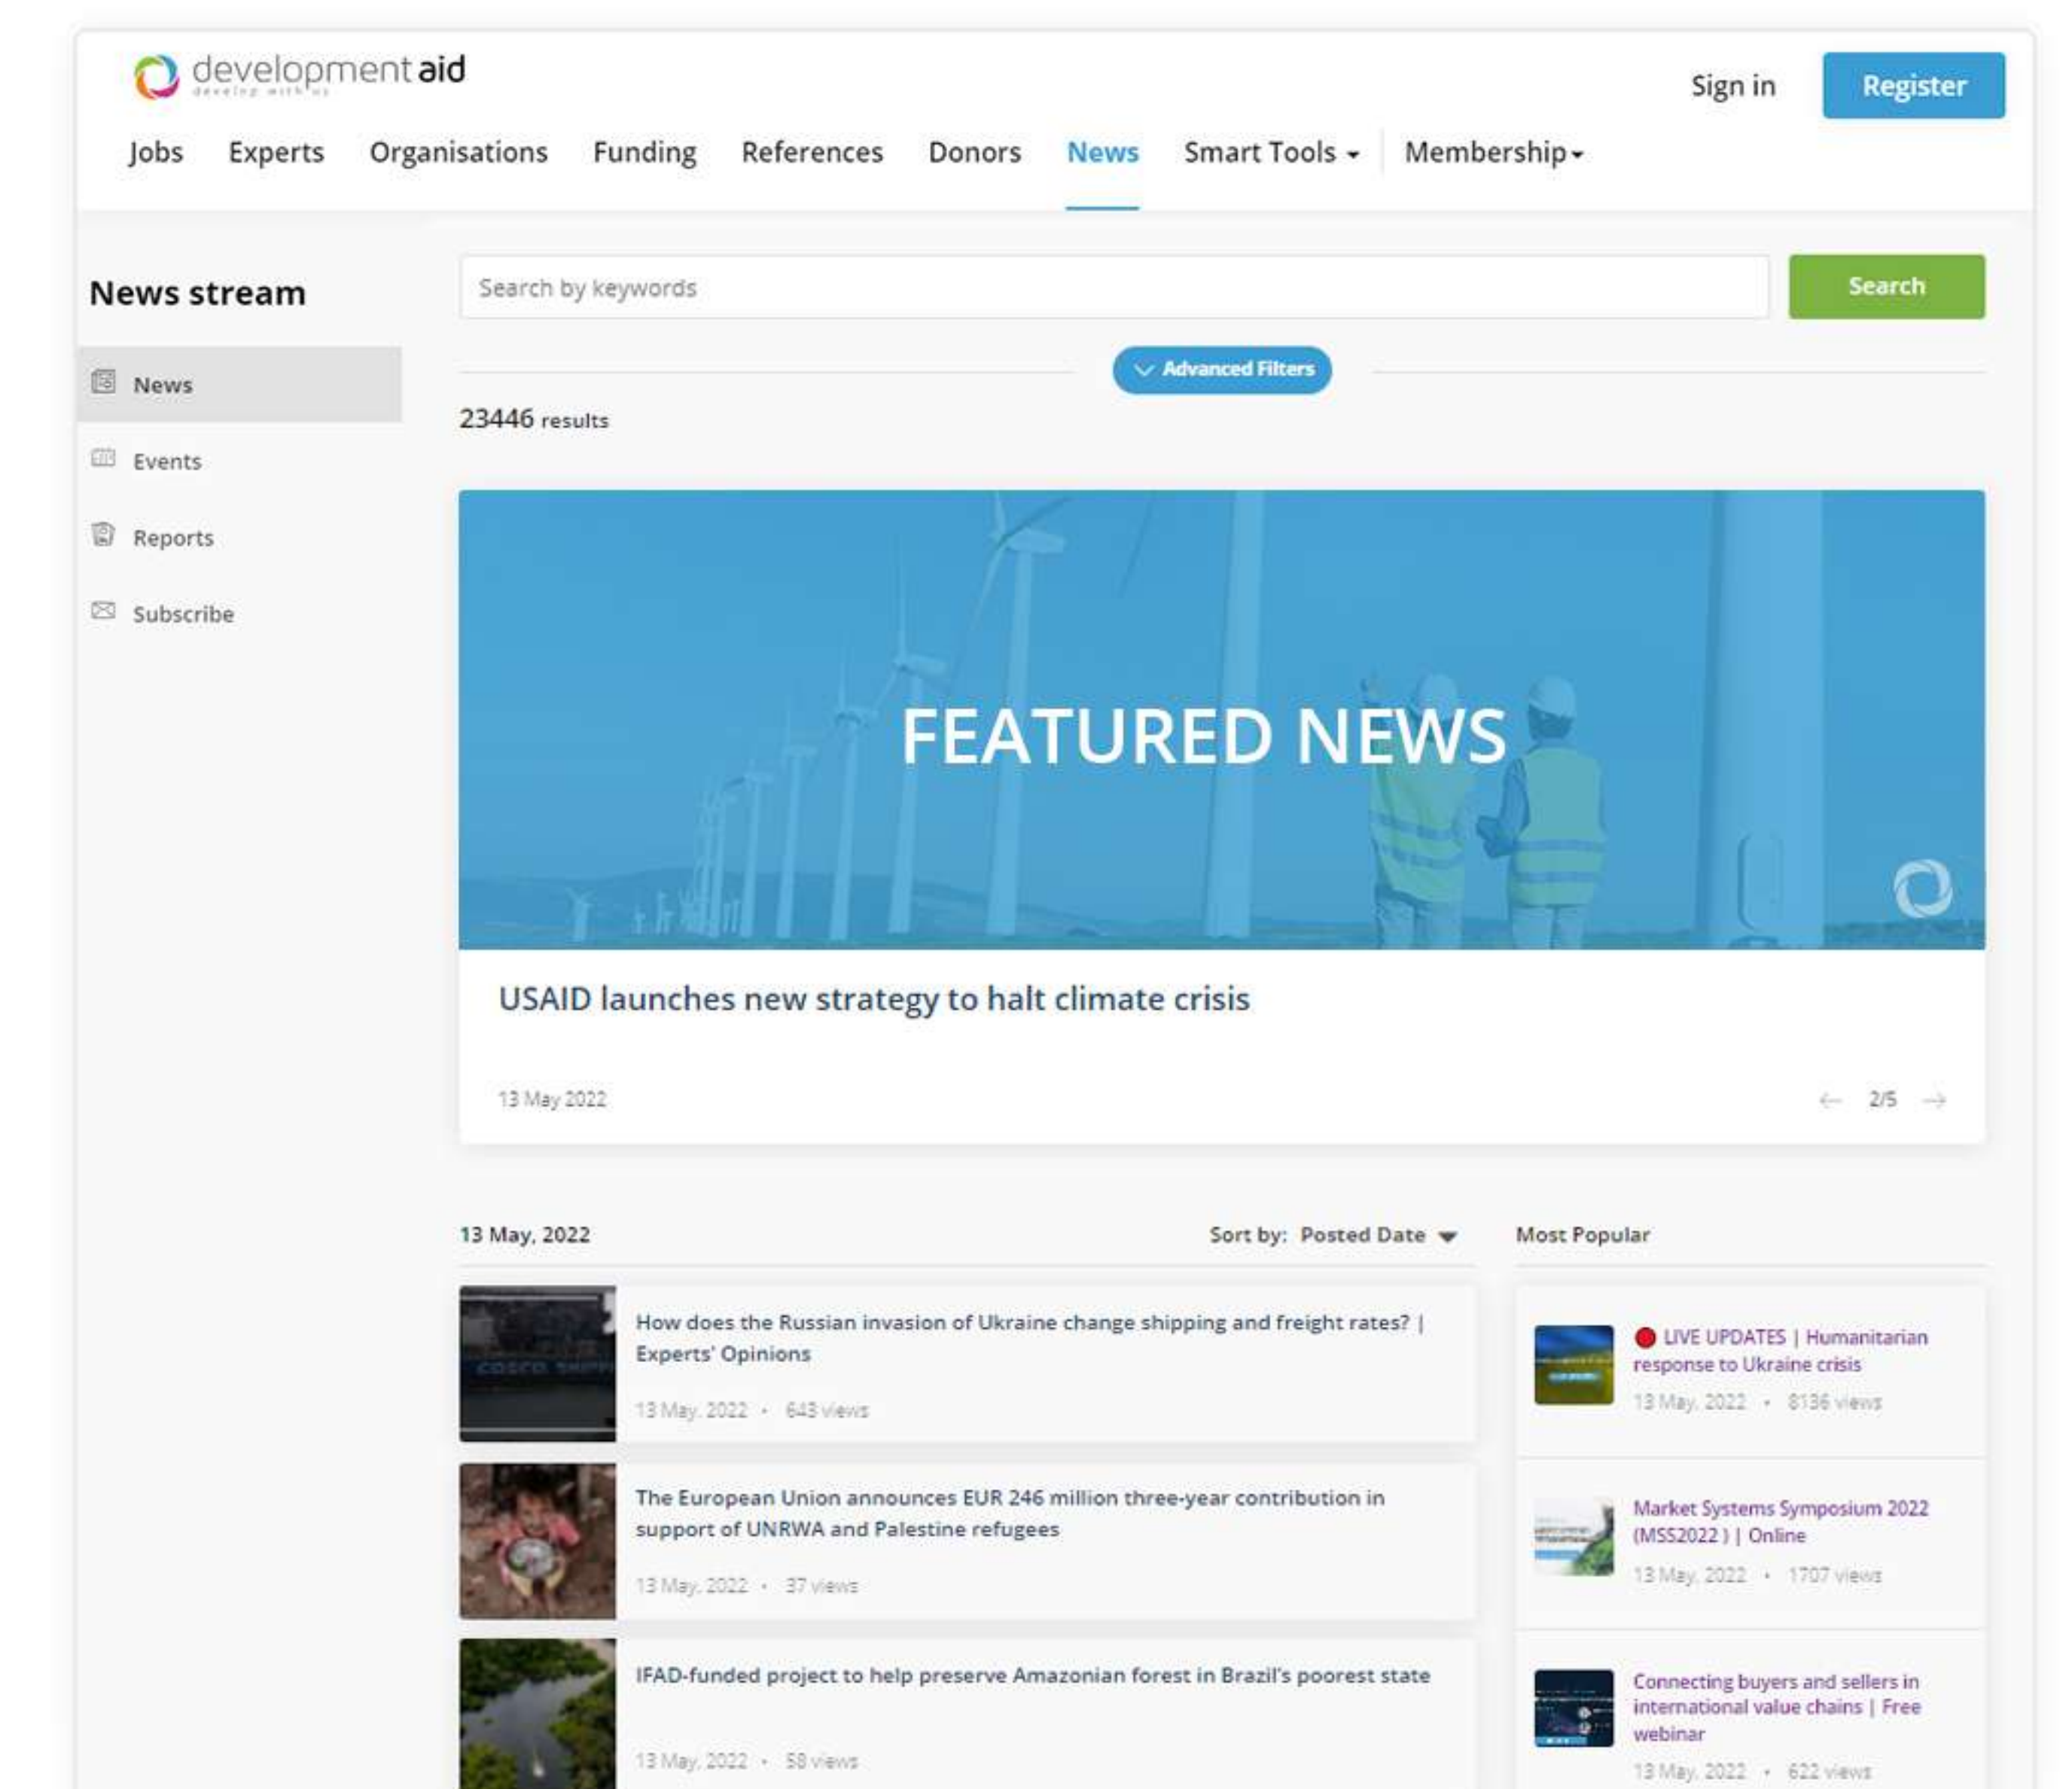 development aid
develop with us
Sign in
Register
Jobs
Experts
Organisations
Funding
References
Donors
News
Smart Tools
Membership
News stream
News
Events
Reports
Subscribe
Search by keywords
Search
Advanced Filters
23446 results
FEATURED NEWS
USAID launches new strategy to halt climate crisis
13 May 2022
← 2/5 →
13 May, 2022
Sort by: Posted Date
How does the Russian invasion of Ukraine change shipping and freight rates? |
Experts' Opinions
13 May, 2022 • 643 views
The European Union announces EUR 246 million three-year contribution in
support of UNRWA and Palestine refugees
13 May, 2022 • 37 views
IFAD-funded project to help preserve Amazonian forest in Brazil's poorest state
13 May, 2022 • 58 views
Most Popular
LIVE UPDATES | Humanitarian
response to Ukraine crisis
13 May, 2022 • 8136 views
Market Systems Symposium 2022
(MSS2022 ) | Online
13 May, 2022 • 1707 views
Connecting buyers and sellers in
international value chains | Free
webinar
13 May, 2022 • 622 views